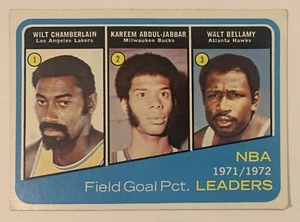 WILT CHAMBERLAIN
Los Angeles Lakers
KAREEM ABDUL-JABBAR
Milwaukee Bucks
WALT BELLAMY
Atlanta Hawks
1
2
3
NBA
1971/1972
Field Goal Pct. LEADERS